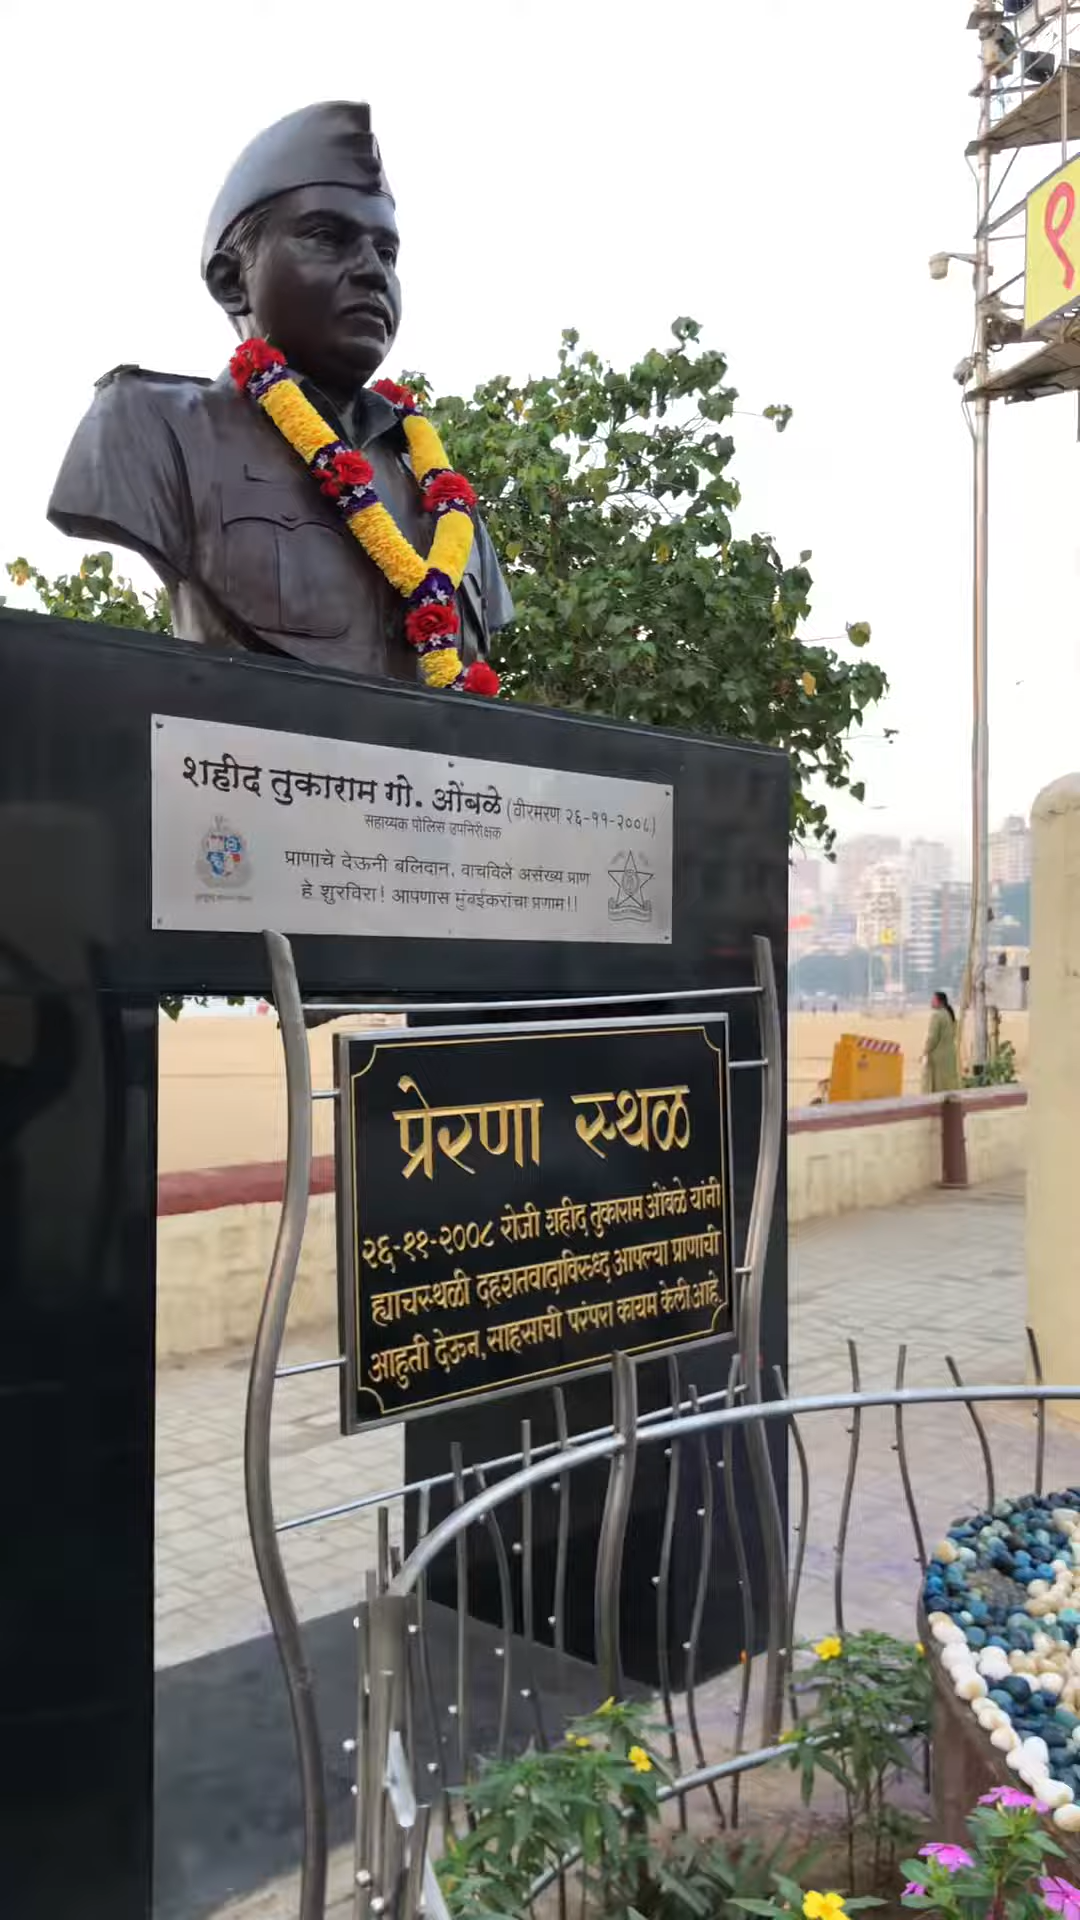 शहीद तुकाराम गो. ओंबळे (वीरमरण २६-११-२००८)
सहाय्यक पोलिस उपनिरीक्षक
प्राणाचे देऊनी बलिदान, वाचविले असंख्य प्राण
हे शुरविरा! आपणास मुंबईकरांचा प्रणाम!!
प्रेरणा स्थळ
२६-११-२००८ रोजी शहीद तुकाराम ओंबळे यांनी
ह्याचस्थळी दहशतवादाविरुध्द आपल्या प्राणाची
आहुती देऊन, साहसाची परंपरा कायम केली आहे.
१